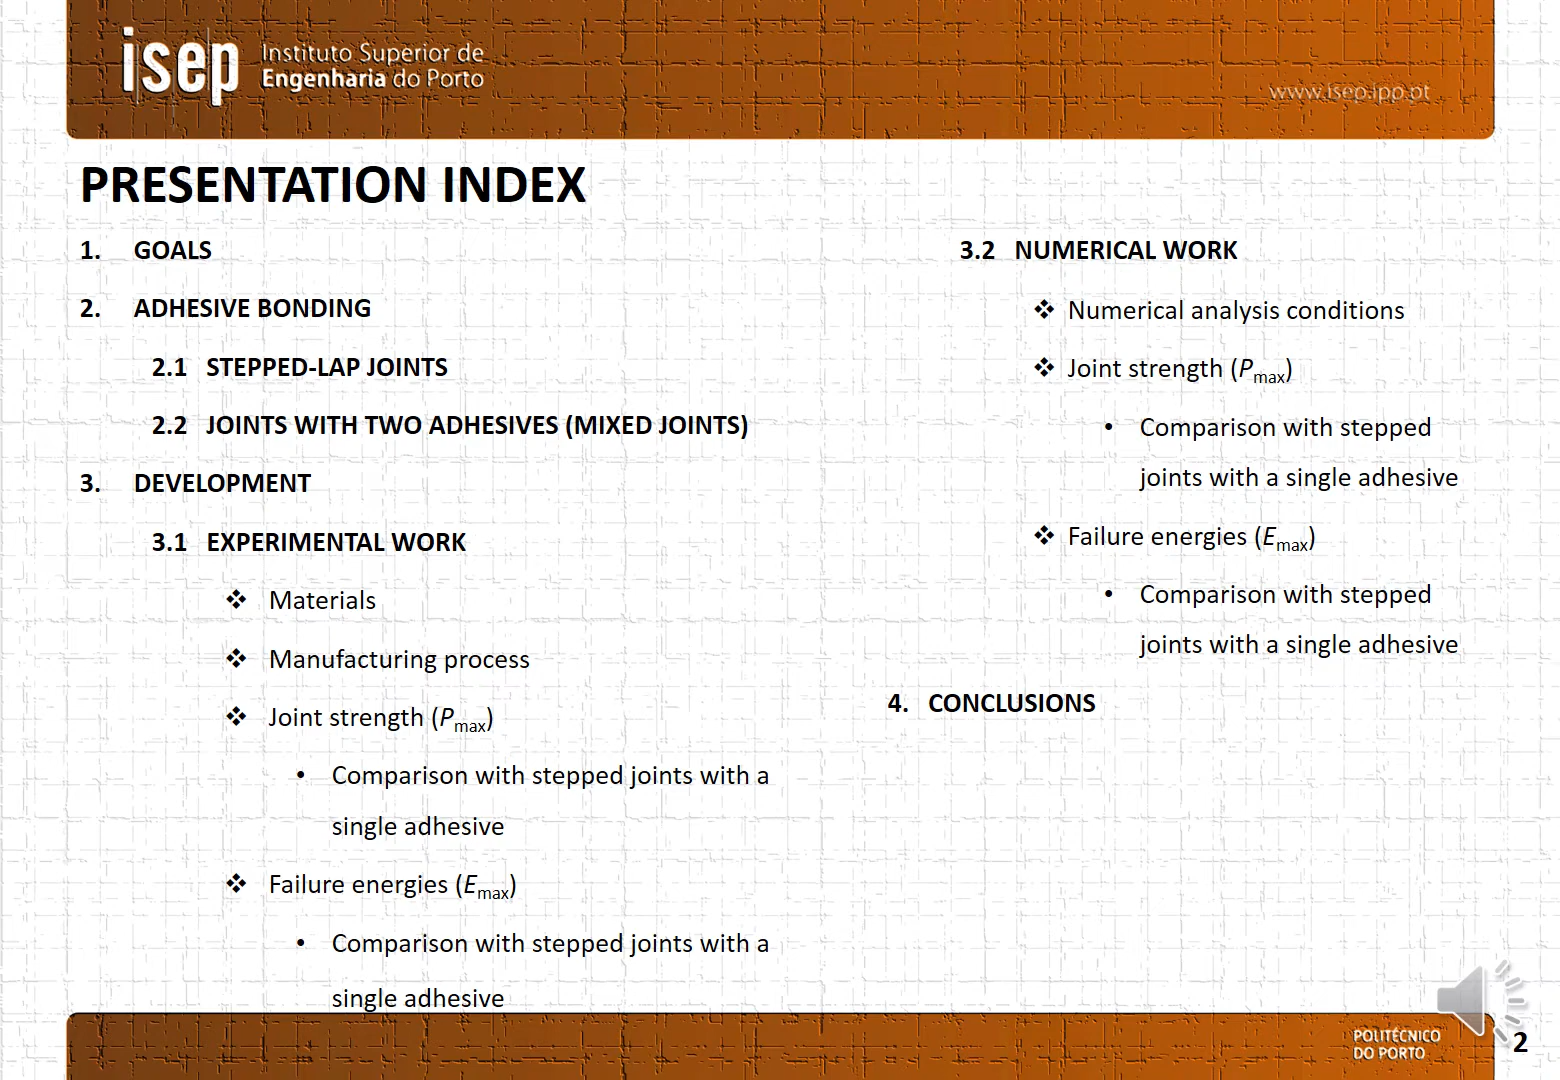 isep Instituto Superior de
Engenharia do Porto
www.isep.ipp.pt
PRESENTATION INDEX
1. GOALS
2. ADHESIVE BONDING
2.1 STEPPED-LAP JOINTS
2.2 JOINTS WITH TWO ADHESIVES (MIXED JOINTS)
3. DEVELOPMENT
3.1 EXPERIMENTAL WORK
❖ Materials
❖ Manufacturing process
❖ Joint strength (Pmax)
• Comparison with stepped joints with a
single adhesive
❖ Failure energies (Emax)
• Comparison with stepped joints with a
single adhesive
3.2 NUMERICAL WORK
❖ Numerical analysis conditions
❖ Joint strength (Pmax)
• Comparison with stepped
joints with a single adhesive
❖ Failure energies (Emax)
• Comparison with stepped
joints with a single adhesive
4. CONCLUSIONS
POLITÉCNICO
DO PORTO
2